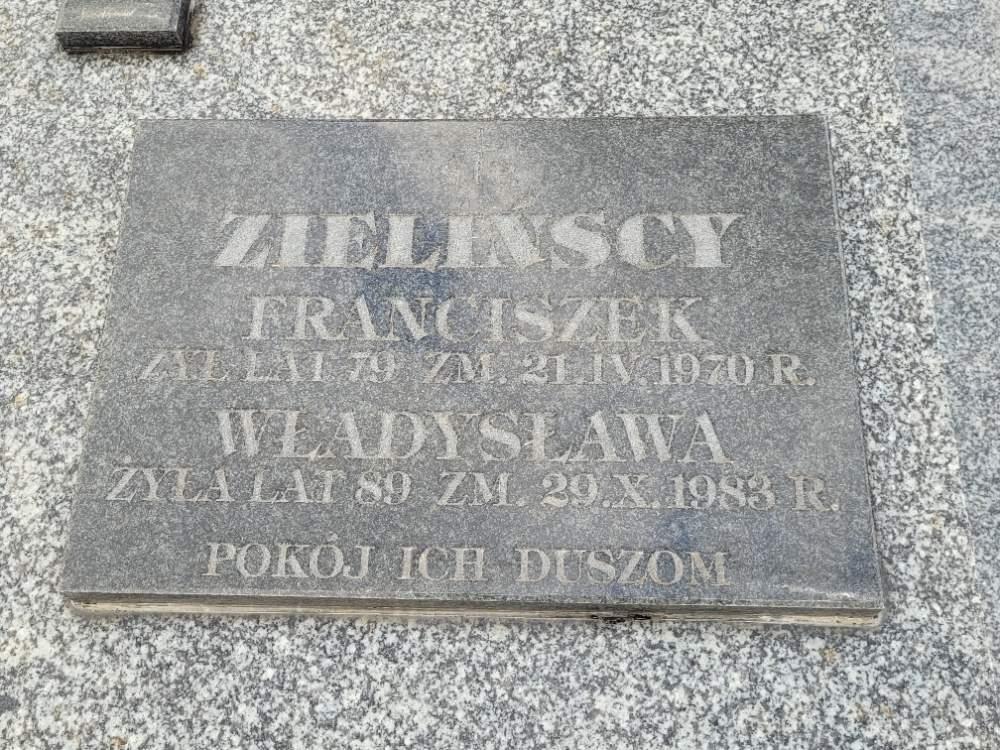 ZIELIŃSCY
FRANCISZEK
ŻYŁ LAT 79 ZM. 21.IV.1970 R.
WŁADYSŁAWA
ŻYŁA LAT 89 ZM. 29.X.1983 R.
POKÓJ ICH DUSZOM